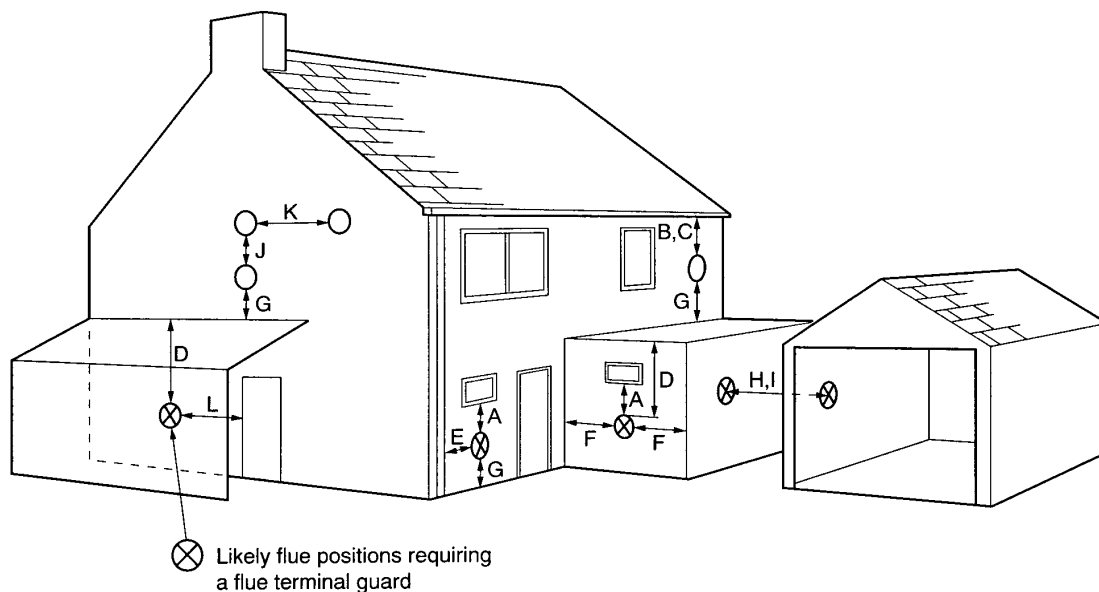 K
B,C
J
G
G
D
D
H,I
L
A
A
E
F
F
G
Likely flue positions requiring
a flue terminal guard